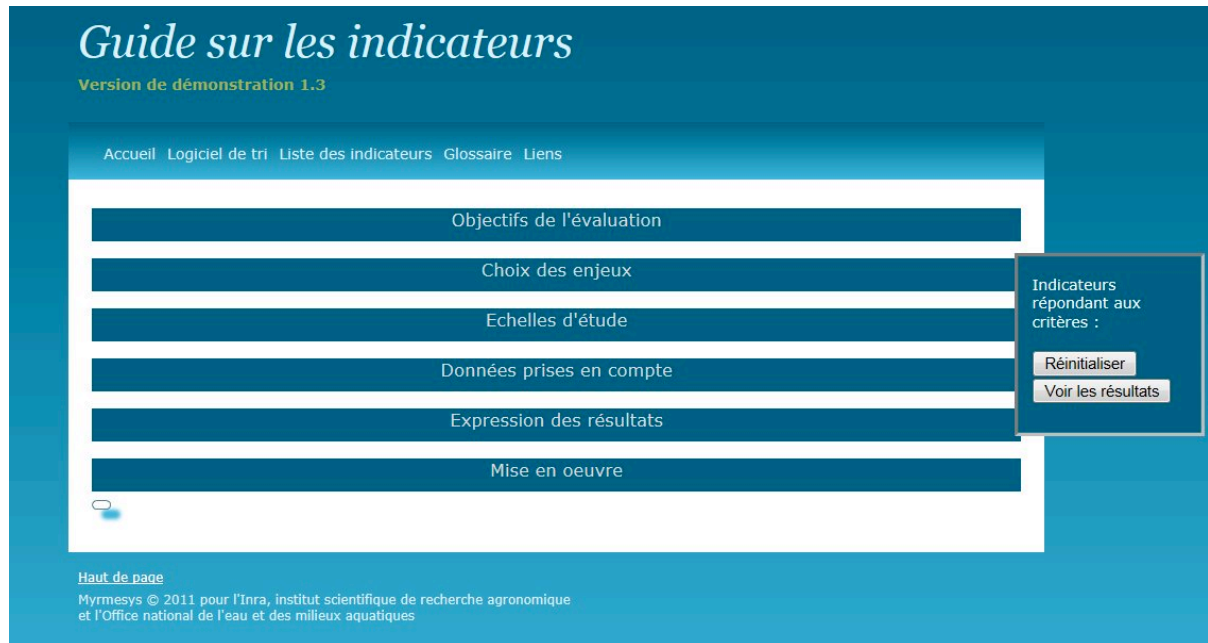 Guide sur les indicateurs
Version de démonstration 1.3
Accueil Logiciel de tri Liste des indicateurs Glossaire Liens
Objectifs de l'évaluation
Choix des enjeux
Echelles d'étude
Données prises en compte
Expression des résultats
Mise en oeuvre
Indicateurs
répondant aux
critères :
Réinitialiser
Voir les résultats
Haut de page
Myrmesys © 2011 pour l'Inra, institut scientifique de recherche agronomique
et l'Office national de l'eau et des milieux aquatiques